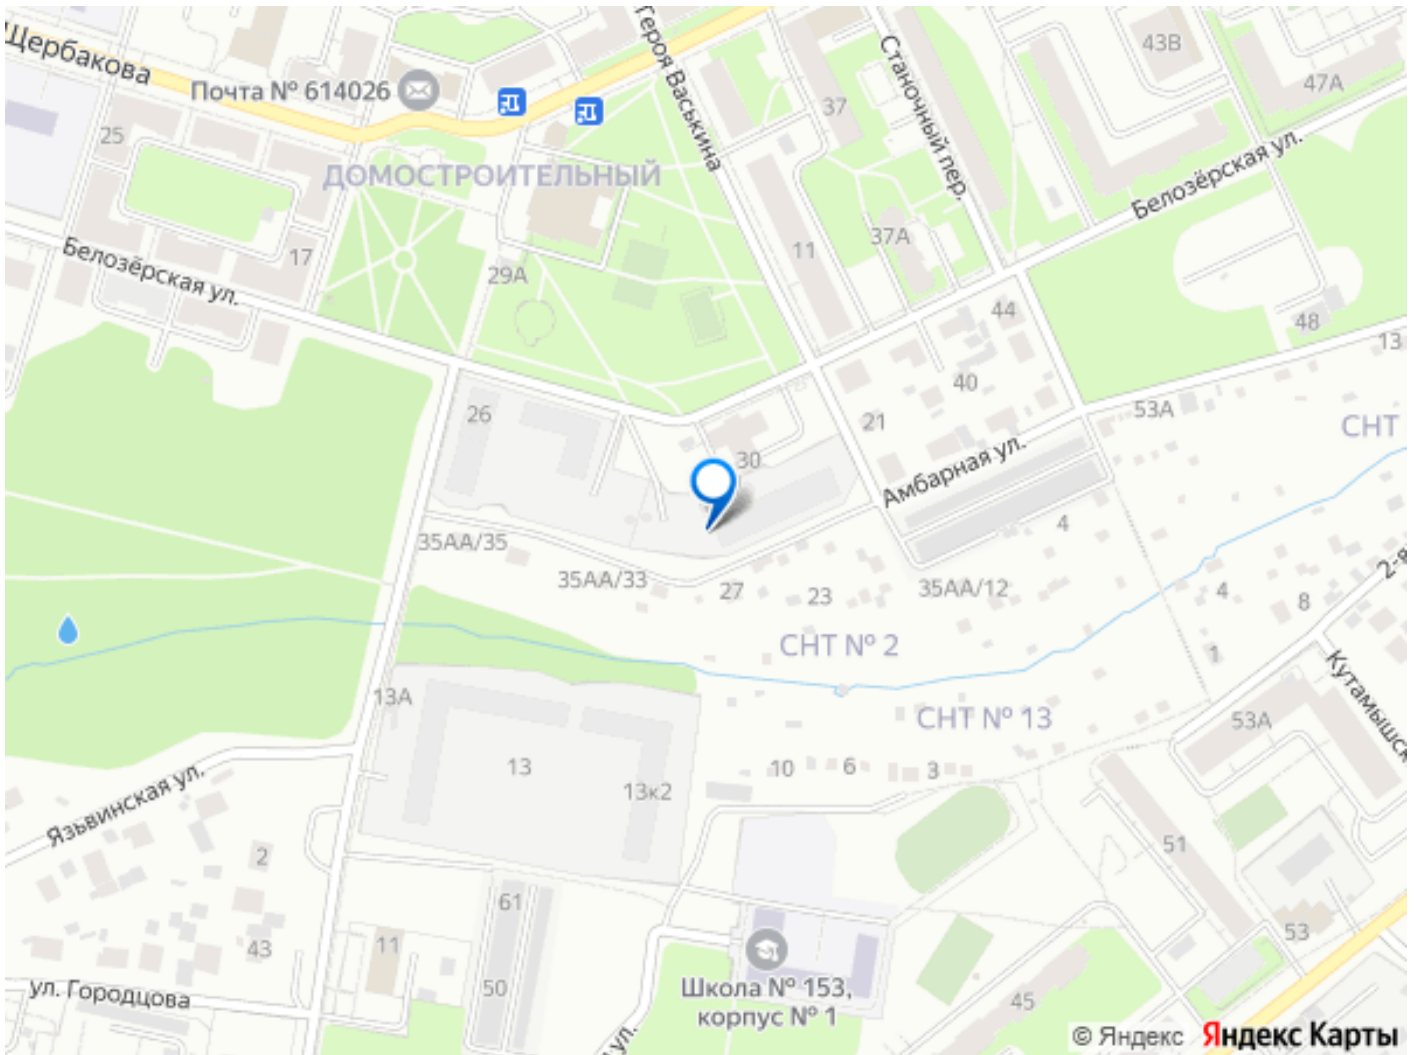 Щербакова
Почта № 614026
Героя Васькина
Станочный пер.
43В
47А
37
25
ДОМОСТРОИТЕЛЬНЫЙ
Белозёрская ул.
Белозёрская ул.
17
29А
11
37А
44
48
13
40
53А
26
21
СНТ
30
Амбарная ул.
4
35АА/35
35АА/33
27
23
35АА/12
4
8
2-я
СНТ № 2
1
Кутамышск
13А
СНТ № 13
53А
13
13к2
10
6
3
Язьвинская ул.
2
51
61
43
11
53
ул. Городцова
50
Школа № 153,
корпус № 1
45
ул.
© Яндекс Яндекс Карты